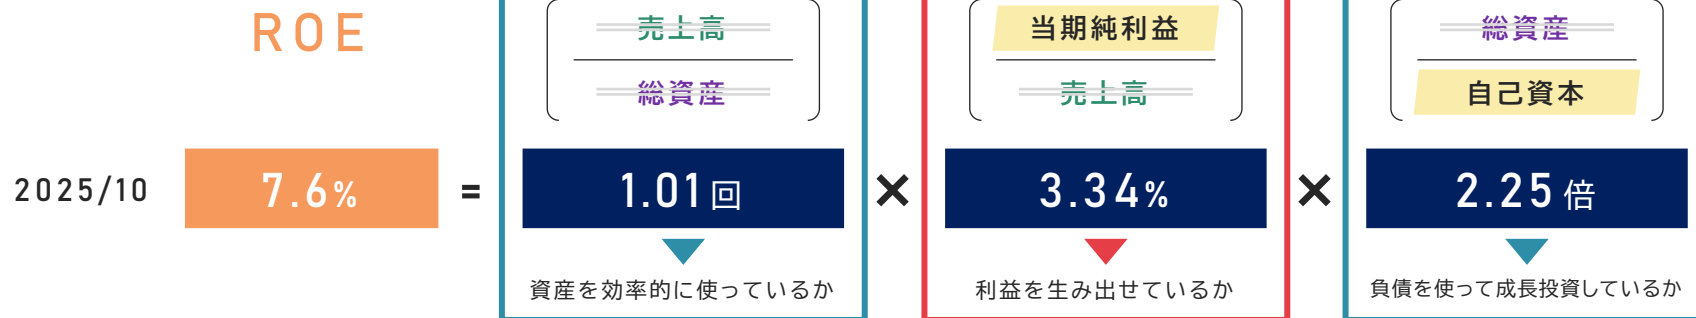 ROE
売上高
総資産
当期純利益
売上高
総資産
自己資本
2025/10
7.6%
=
1.01回
×
3.34%
×
2.25倍
資産を効率的に使っているか
利益を生み出せているか
負債を使って成長投資しているか